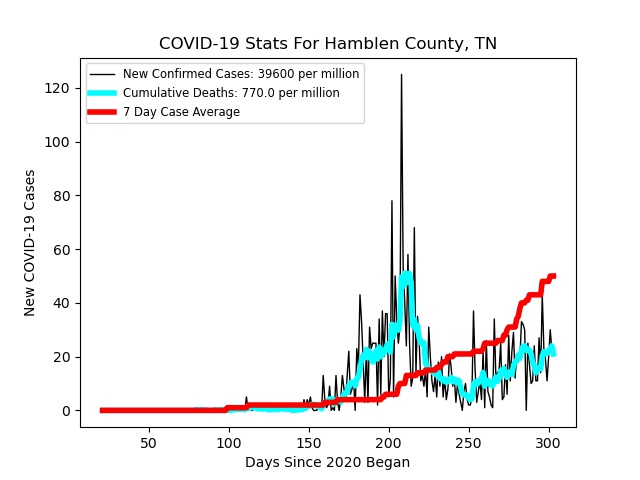 COVID-19 Stats For Hamblen County, TN
New Confirmed Cases: 39600 per million
Cumulative Deaths: 770.0 per million
7 Day Case Average
120
100
80
60
40
20
0
New COVID-19 Cases
50 100 150 200 250 300
Days Since 2020 Began